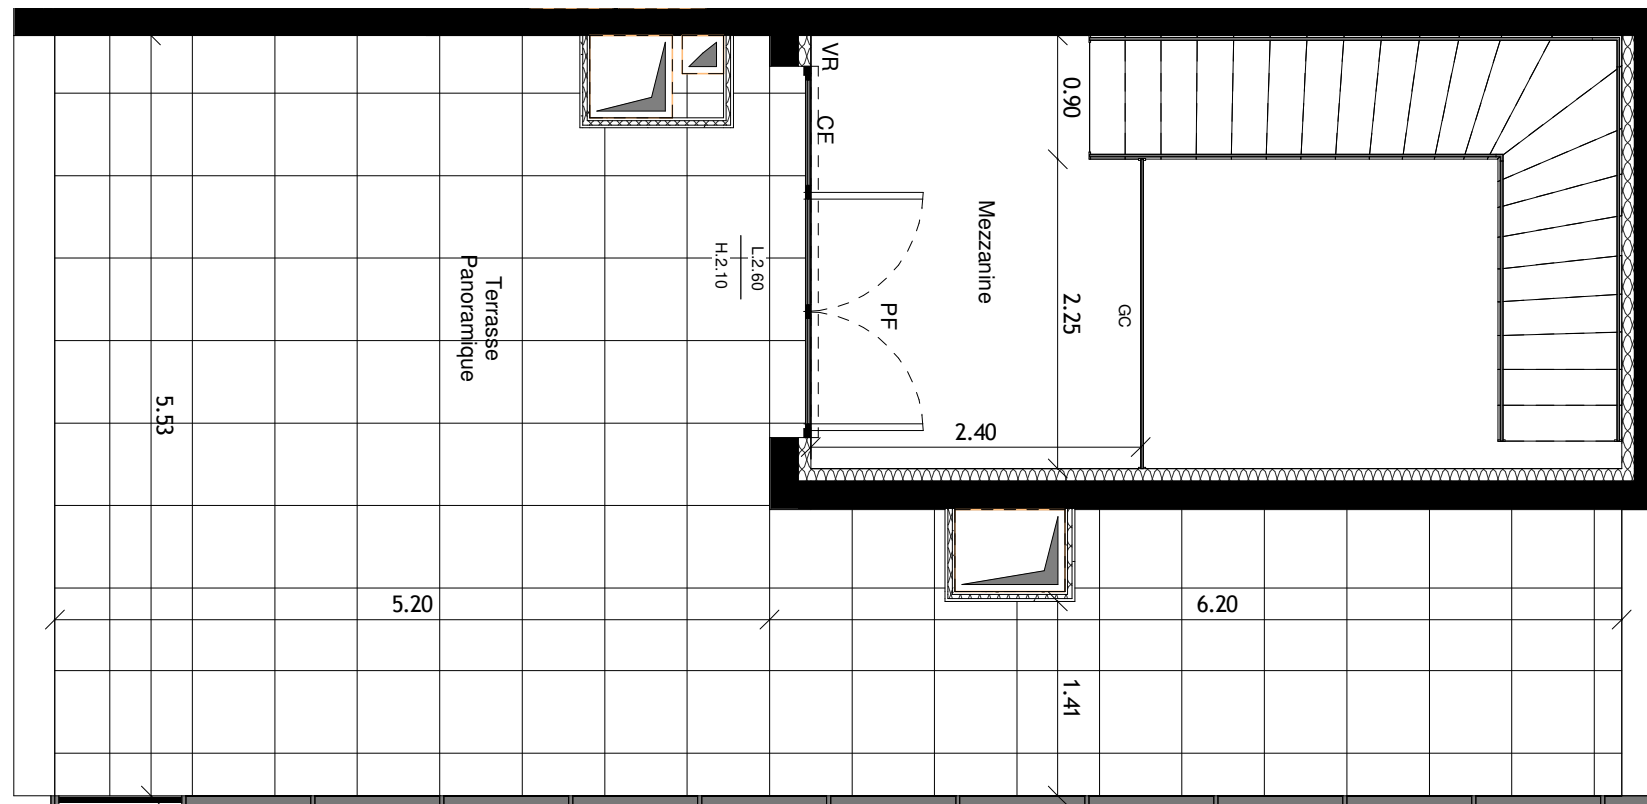 VR
CF
0.90
Mezzanine
2.25
GC
L.2.60
H.2.10
PF
Terrasse
Panoramique
5.53
2.40
5.20
6.20
1.41